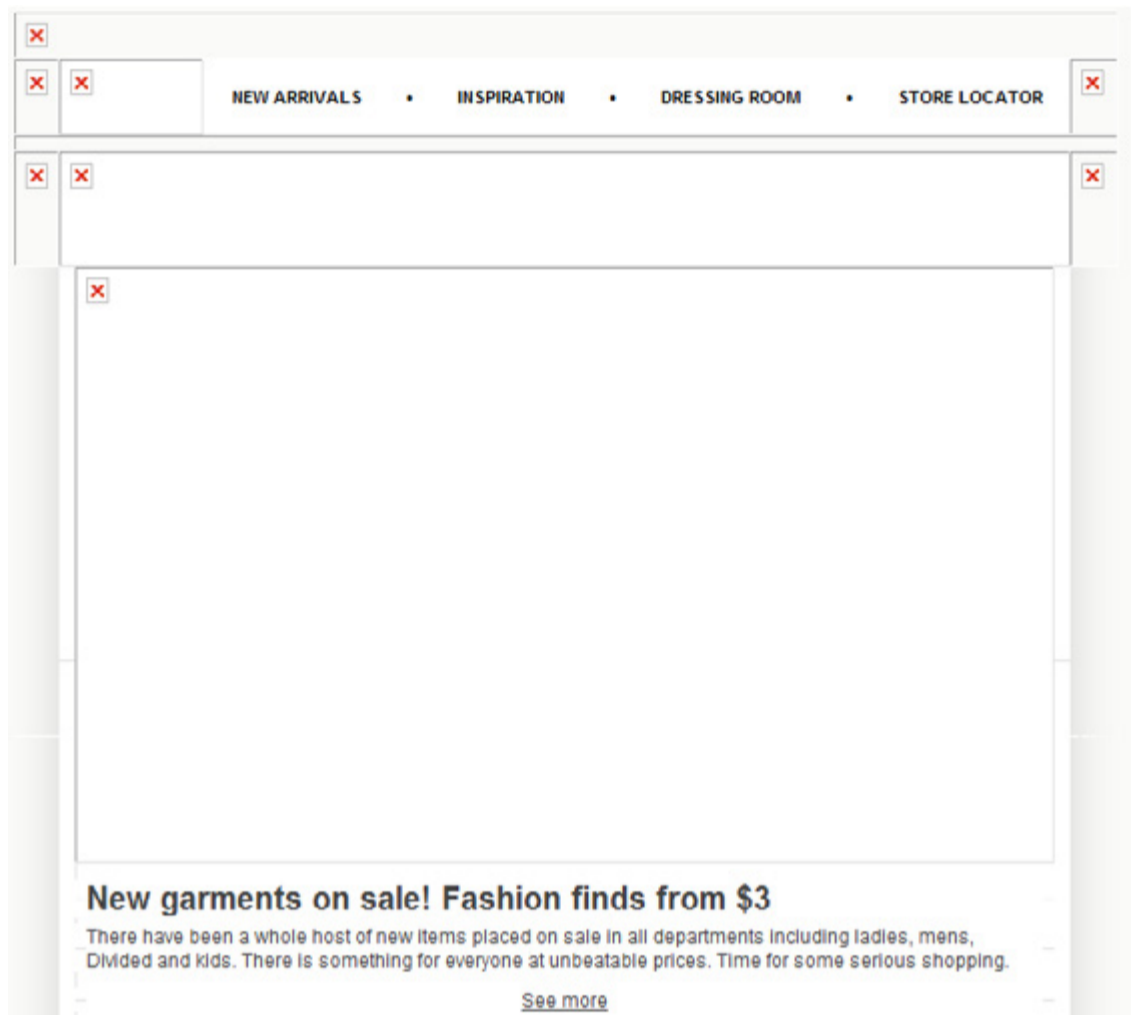 NEW ARRIVALS • INSPIRATION • DRESSING ROOM • STORE LOCATOR
New garments on sale! Fashion finds from $3
There have been a whole host of new items placed on sale in all departments including ladies, mens,
Divided and kids. There is something for everyone at unbeatable prices. Time for some serious shopping.
See more